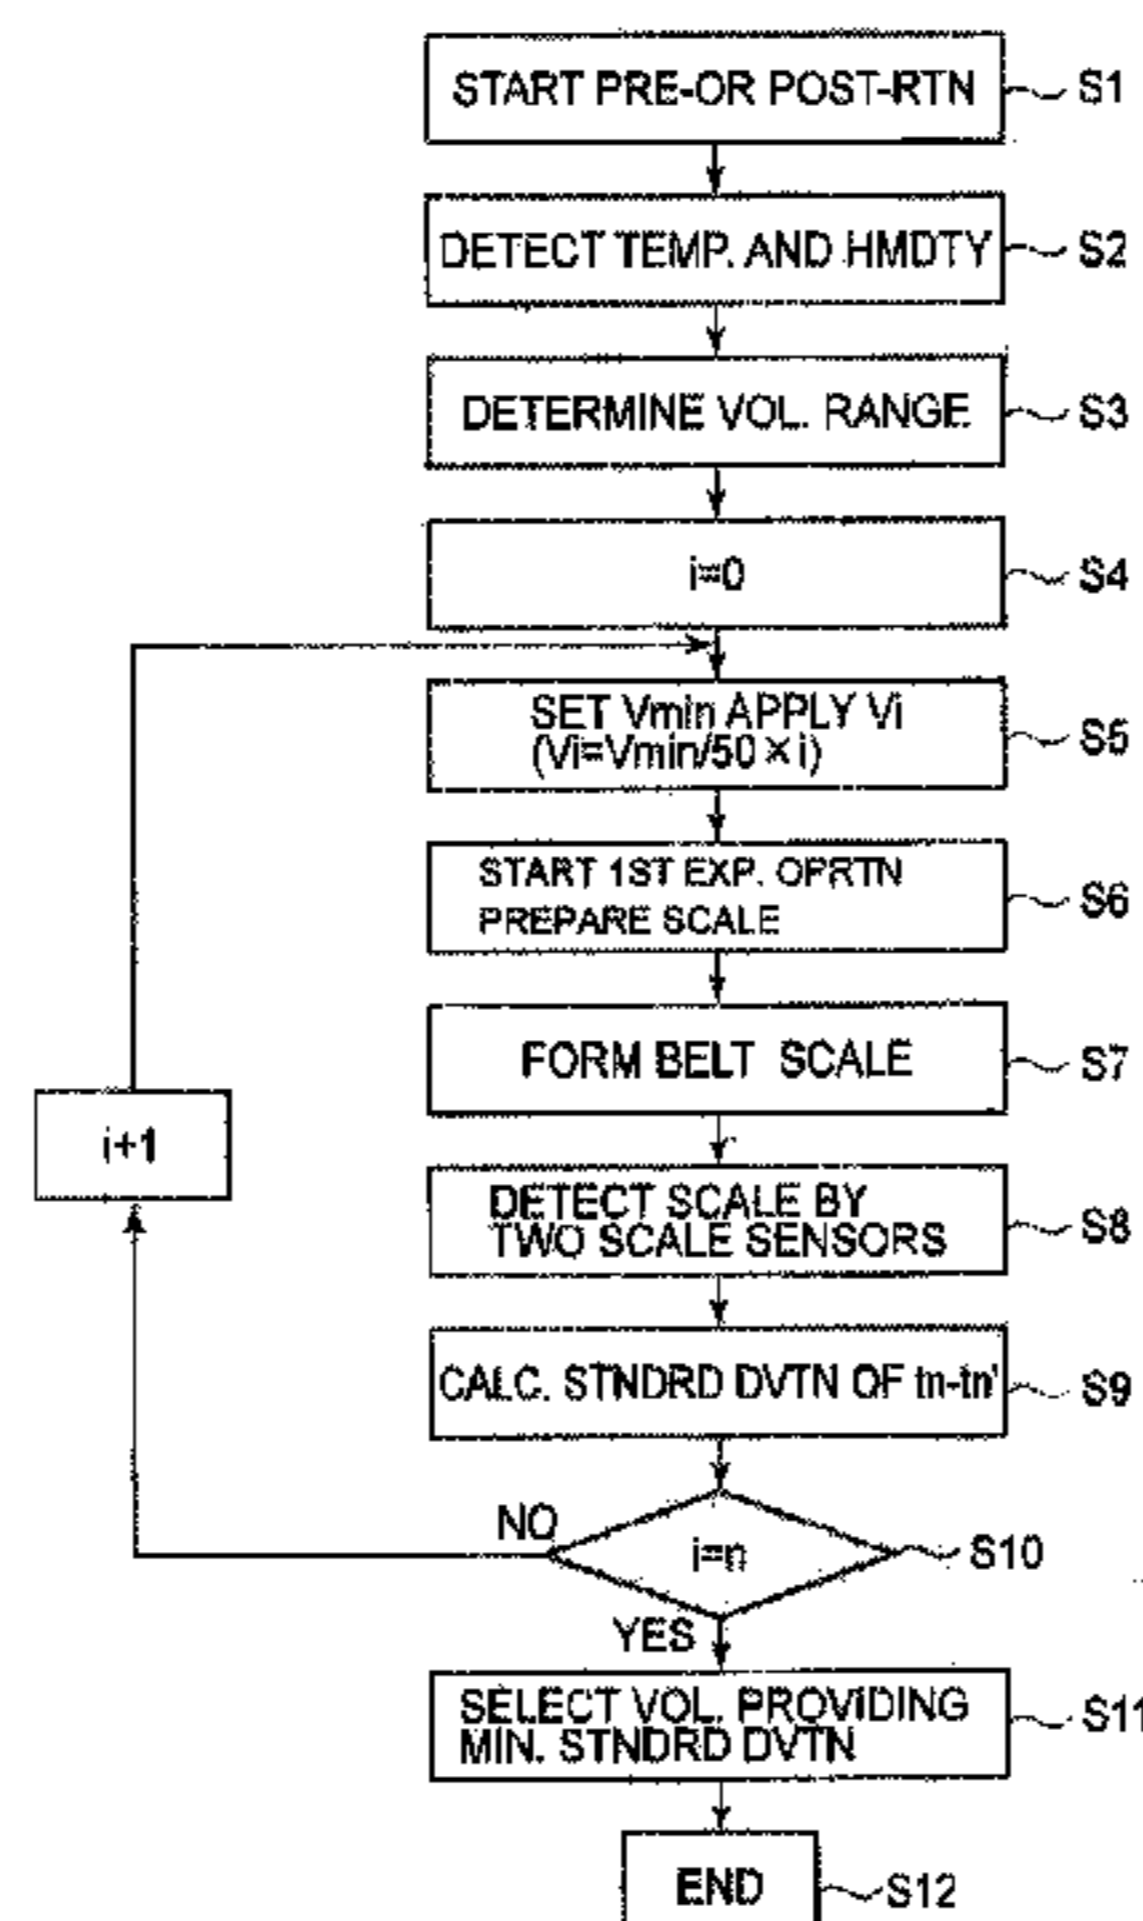 START PRE-OR POST-RTN S1
DETECT TEMP. AND HMDTY S2
DETERMINE VOL. RANGE S3
i=0 S4
SET Vmin APPLY Vi
(Vi=Vmin/50×i) S5
START 1ST EXP. OPRTN
PREPARE SCALE S6
FORM BELT SCALE S7
i+1
DETECT SCALE BY
TWO SCALE SENSORS S8
CALC. STNDRD DVTN OF tn-tn' S9
NO
i=n S10
YES
SELECT VOL. PROVIDING
MIN. STNDRD DVTN S11
END S12